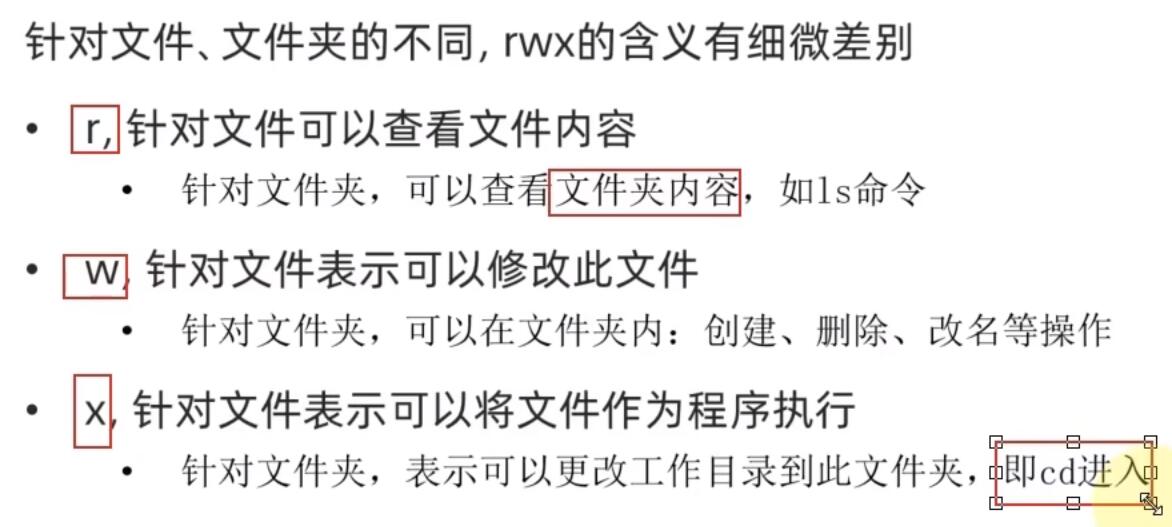 针对文件、文件夹的不同, rwx的含义有细微差别
• r, 针对文件可以查看文件内容
• 针对文件夹，可以查看文件夹内容，如ls命令
• w, 针对文件表示可以修改此文件
• 针对文件夹，可以在文件夹内：创建、删除、改名等操作
• x, 针对文件表示可以将文件作为程序执行
• 针对文件夹，表示可以更改工作目录到此文件夹，即cd进入